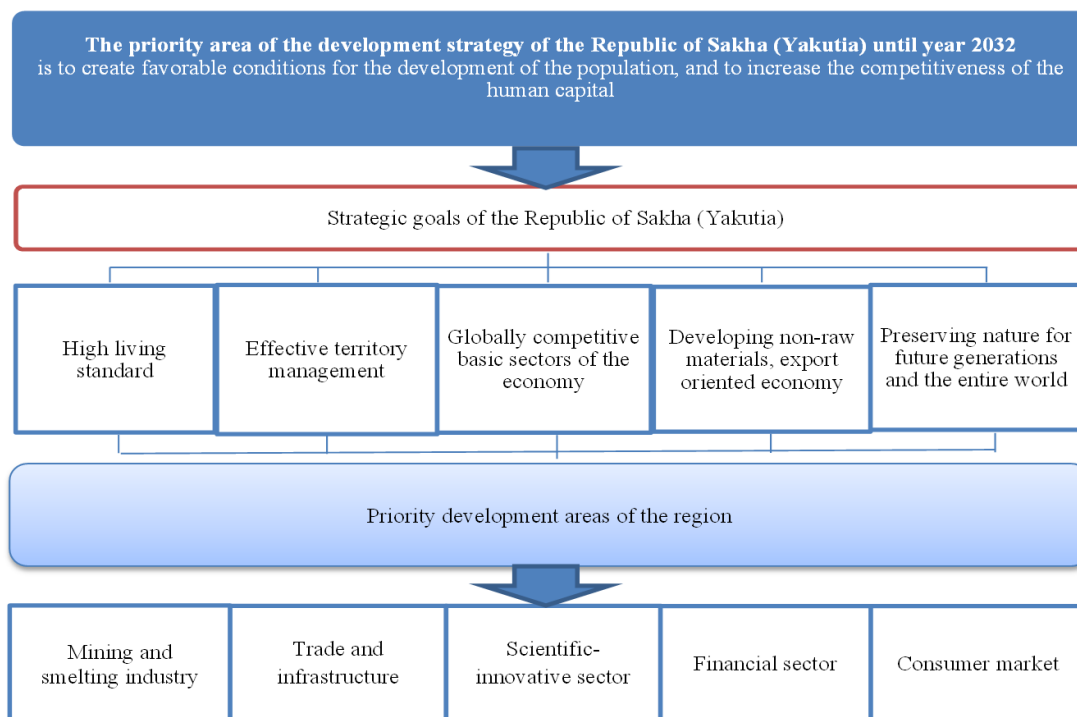 The priority area of the development strategy of the Republic of Sakha (Yakutia) until year 2032
is to create favorable conditions for the development of the population, and to increase the competitiveness of the
human capital
Strategic goals of the Republic of Sakha (Yakutia)
High living
standard
Effective territory
management
Globally competitive
basic sectors of the
economy
Developing non-raw
materials, export
oriented economy
Preserving nature for
future generations
and the entire world
Priority development areas of the region
Mining and
smelting industry
Trade and
infrastructure
Scientific-
innovative sector
Financial sector
Consumer market